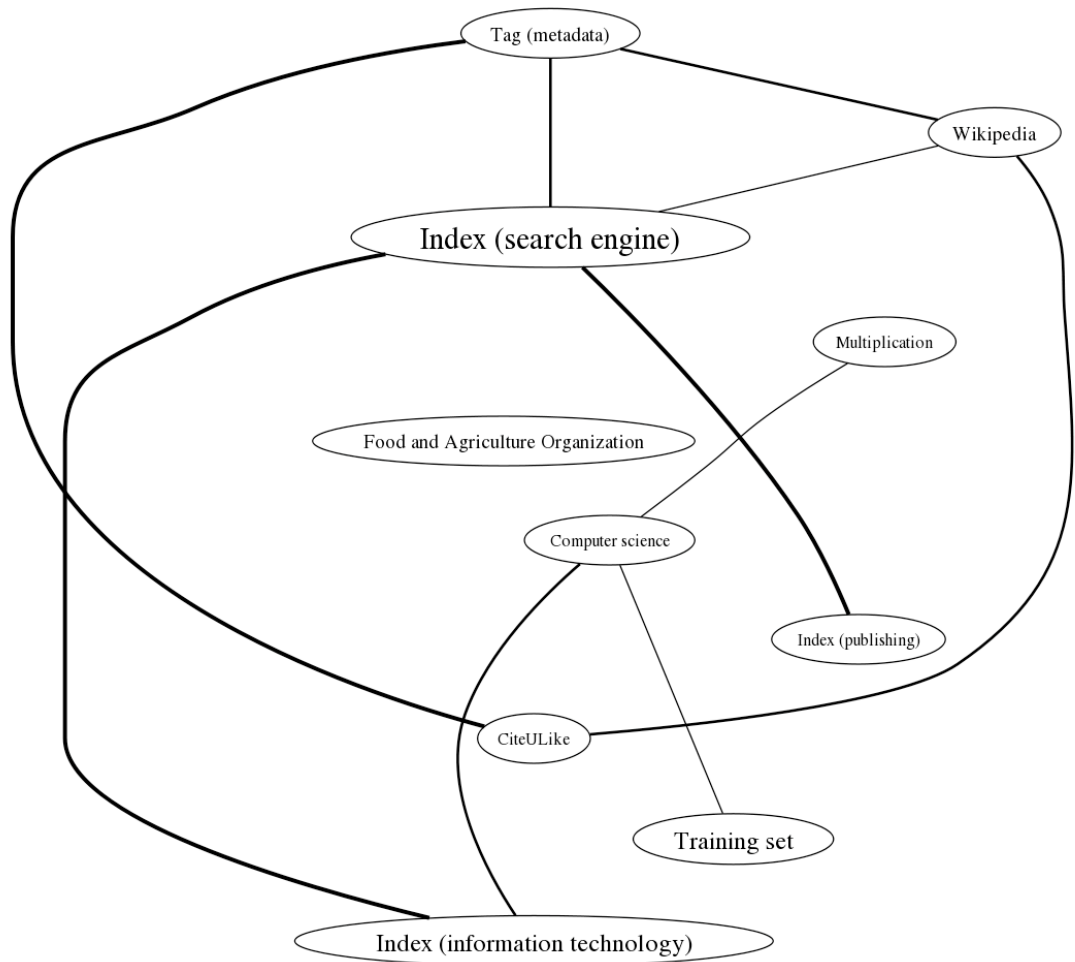 Tag (metadata)
Wikipedia
Index (search engine)
Multiplication
Food and Agriculture Organization
Computer science
Index (publishing)
CiteULike
Training set
Index (information technology)